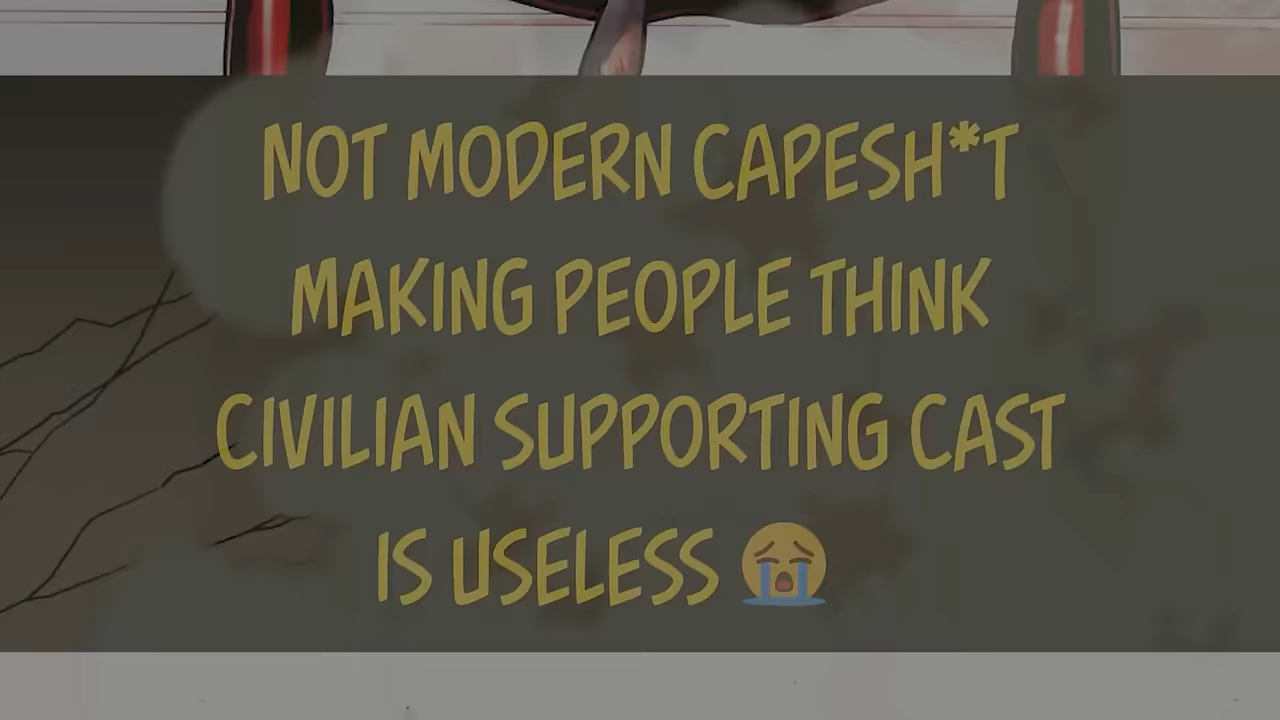 NOT MODERN CAPESH*T
MAKING PEOPLE THINK
CIVILIAN SUPPORTING CAST
IS USELESS 😭